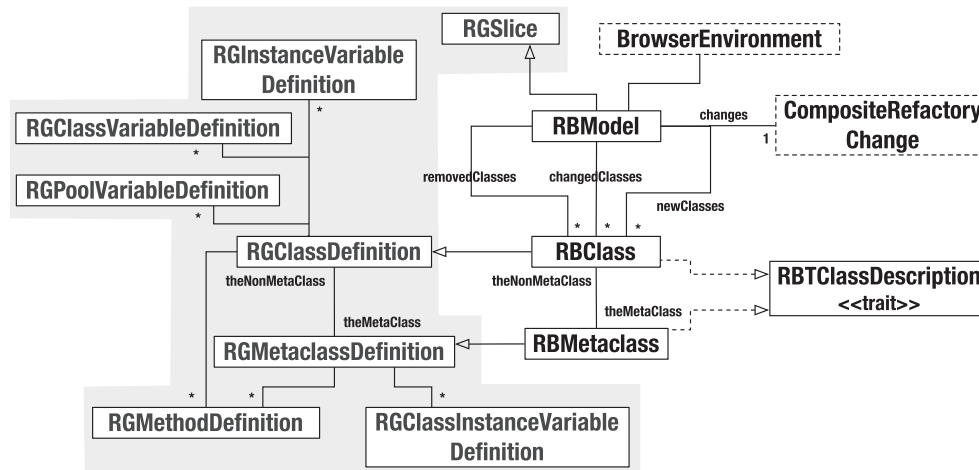 RGSlice
BrowserEnvironment
RGInstanceVariable
Definition
*
RGClassVariableDefinition
*
RBModel
changes
1
CompositeRefactory
Change
RGPoolVariableDefinition
*
removedClasses
changedClasses
newClasses
*
*
*
RGClassDefinition
RBClass
theNonMetaClass
theNonMetaClass
RBTClassDescription
<<trait>>
theMetaClass
theMetaClass
RGMetaclassDefinition
RBMetaclass
*
*
*
RGMethodDefinition
RGClassInstanceVariable
Definition